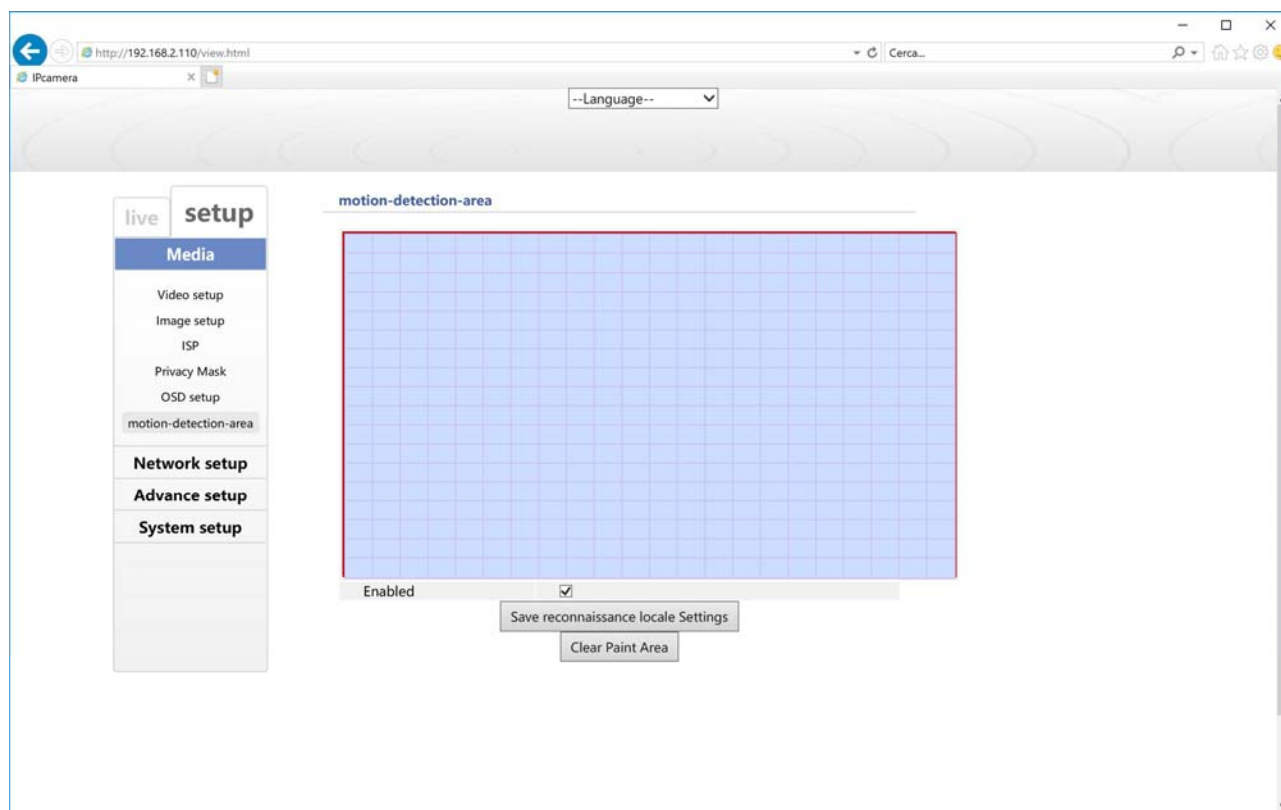 http://192.168.2.110/view.html
Cerca...
IPcamera
--Language--
live
setup
motion-detection-area
Media
Video setup
Image setup
ISP
Privacy Mask
OSD setup
motion-detection-area
Network setup
Advance setup
System setup
Enabled
Save reconnaissance locale Settings
Clear Paint Area